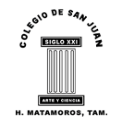 COLEGIO DE SAN JUAN
SIGLO XXI
ARTE Y CIENCIA
H. MATAMOROS, TAM.